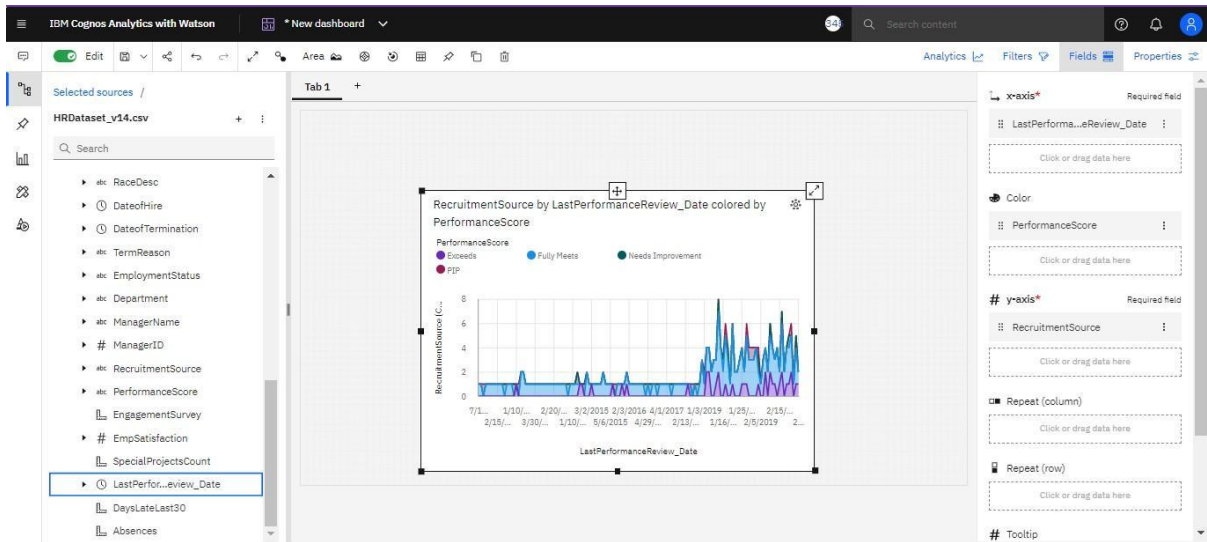 IBM Cognos Analytics with Watson
* New dashboard
Search content
Edit
Area
Analytics
Filters
Fields
Properties
Selected sources /
HRDataset_v14.csv
Search
abc RaceDesc
DateofHire
DateofTermination
abc TermReason
abc EmploymentStatus
abc Department
abc ManagerName
# ManagerID
abc RecruitmentSource
abc PerformanceScore
EngagementSurvey
# EmpSatisfaction
SpecialProjectsCount
LastPerfor...eview_Date
DaysLateLast30
Absences
Tab 1 +
RecruitmentSource by LastPerformanceReview_Date colored by
PerformanceScore
PerformanceScore
Exceeds
Fully Meets
Needs Improvement
PIP
RecruitmentSource (C...
8
6
4
2
0
7/1... 1/10/... 2/20/... 3/2/2015 2/3/2016 4/1/2017 1/3/2019 1/25/... 2/15/...
2/15/... 3/30/... 1/10/... 5/6/2015 4/29/... 2/13/... 1/16/... 2/5/2019 2...
LastPerformanceReview_Date
x-axis*
Required field
LastPerforma...eReview_Date
Click or drag data here
Color
PerformanceScore
Click or drag data here
# y-axis*
Required field
RecruitmentSource
Click or drag data here
Repeat (column)
Click or drag data here
Repeat (row)
Click or drag data here
# Tooltip